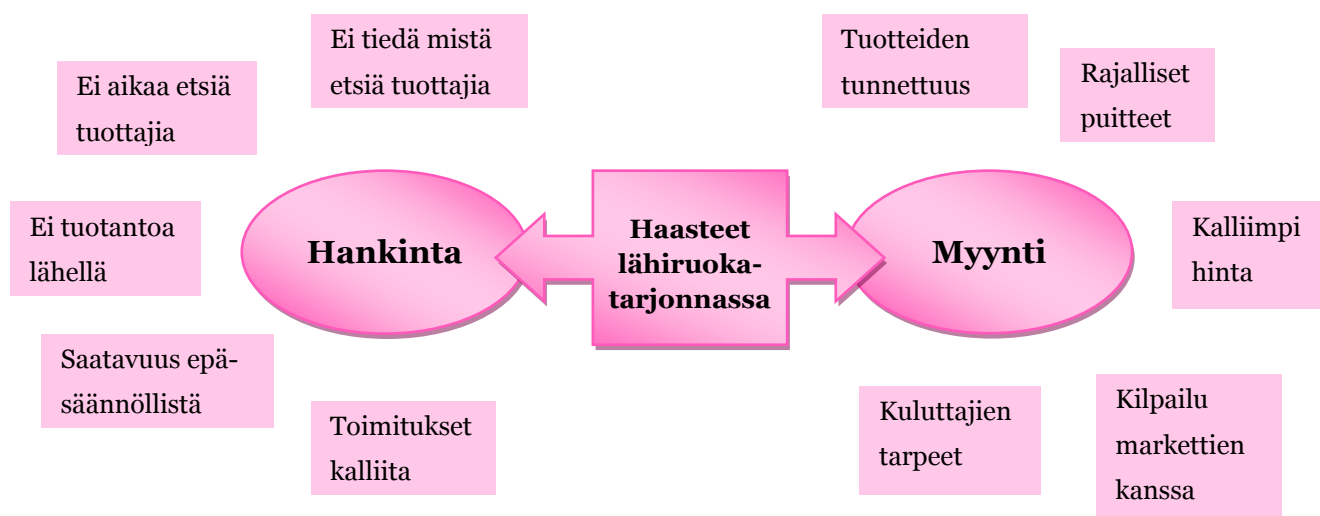 Ei tiedä mistä
etsiä tuottajia
Ei aikaa etsiä
tuottajia
Ei tuotantoa
lähellä
Saatavuus epä-
säännöllistä
Toimitukset
kalliita
Hankinta
Haasteet
lähiruoka-
tarjonnassa
Myynti
Tuotteiden
tunnettuus
Rajalliset
puitteet
Kalliimpi
hinta
Kilpailu
markettien
kanssa
Kuluttajien
tarpeet